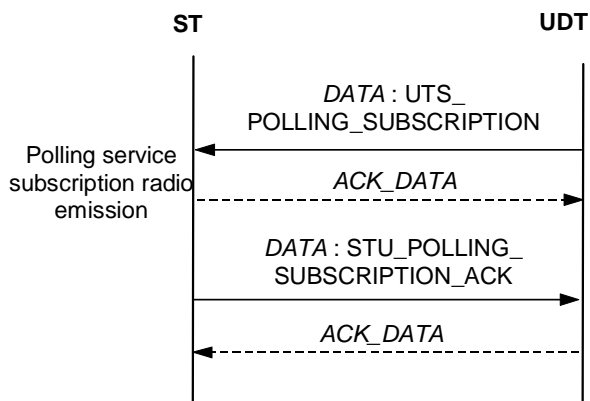 ST
UDT
DATA : UTS_
POLLING_SUBSCRIPTION
Polling service
subscription radio
emission
ACK_DATA
DATA : STU_POLLING_
SUBSCRIPTION_ACK
ACK_DATA